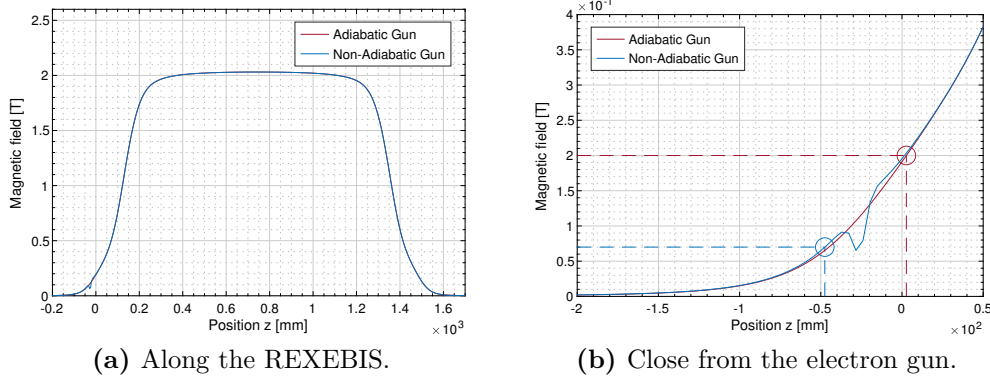 2.5
2
1.5
1
0.5
0
Magnetic field [T]
-0.2 0 0.2 0.4 0.6 0.8 1 1.2 1.4 1.6
Position z [mm]
×10³
Adiabatic Gun
Non-Adiabatic Gun
(a) Along the REXEBIS.
4 ×10⁻¹
3.5
3
2.5
2
1.5
1
0.5
0
Magnetic field [T]
-2 -1.5 -1 -0.5 0 0.5
Position z [mm]
×10²
Adiabatic Gun
Non-Adiabatic Gun
(b) Close from the electron gun.